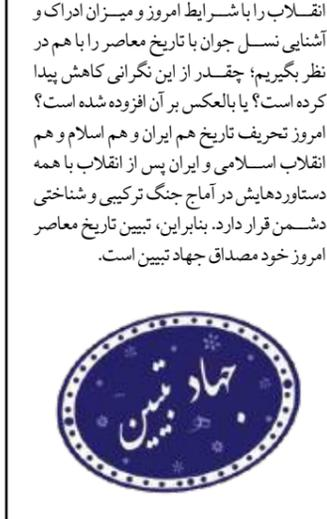 انقلاب را با شرایط امروز و میزان ادراک و
آشنایی نسل جوان با تاریخ معاصر را با هم در
نظر بگیریم؛ چقدر از این نگرانی کاهش پیدا
کرده است؟ یا بالعکس بر آن افزوده شده است؟
امروز تحریف تاریخ هم ایران و هم اسلام و هم
انقلاب اسلامی و ایران پس از انقلاب با همه
دستاوردهایش در آماج جنگ ترکیبی و شناختی
دشمن قرار دارد. بنابراین، تبیین تاریخ معاصر
امروز خود مصداق جهاد تبیین است.
جهاد تبیین